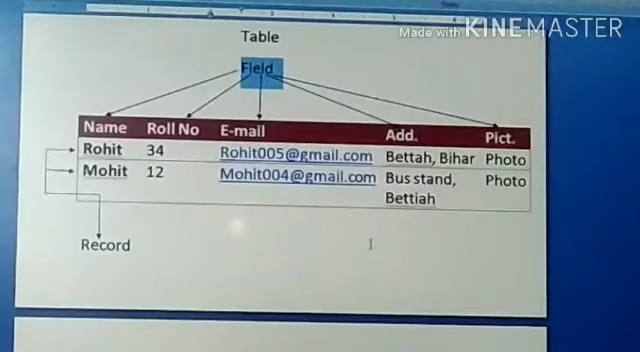 Made with KINEMASTER
Table
Field
Name Roll No E-mail Add. Pict.
Rohit 34 Rohit005@gmail.com Bettah, Bihar Photo
Mohit 12 Mohit004@gmail.com Bus stand, Photo
Bettiah
Record